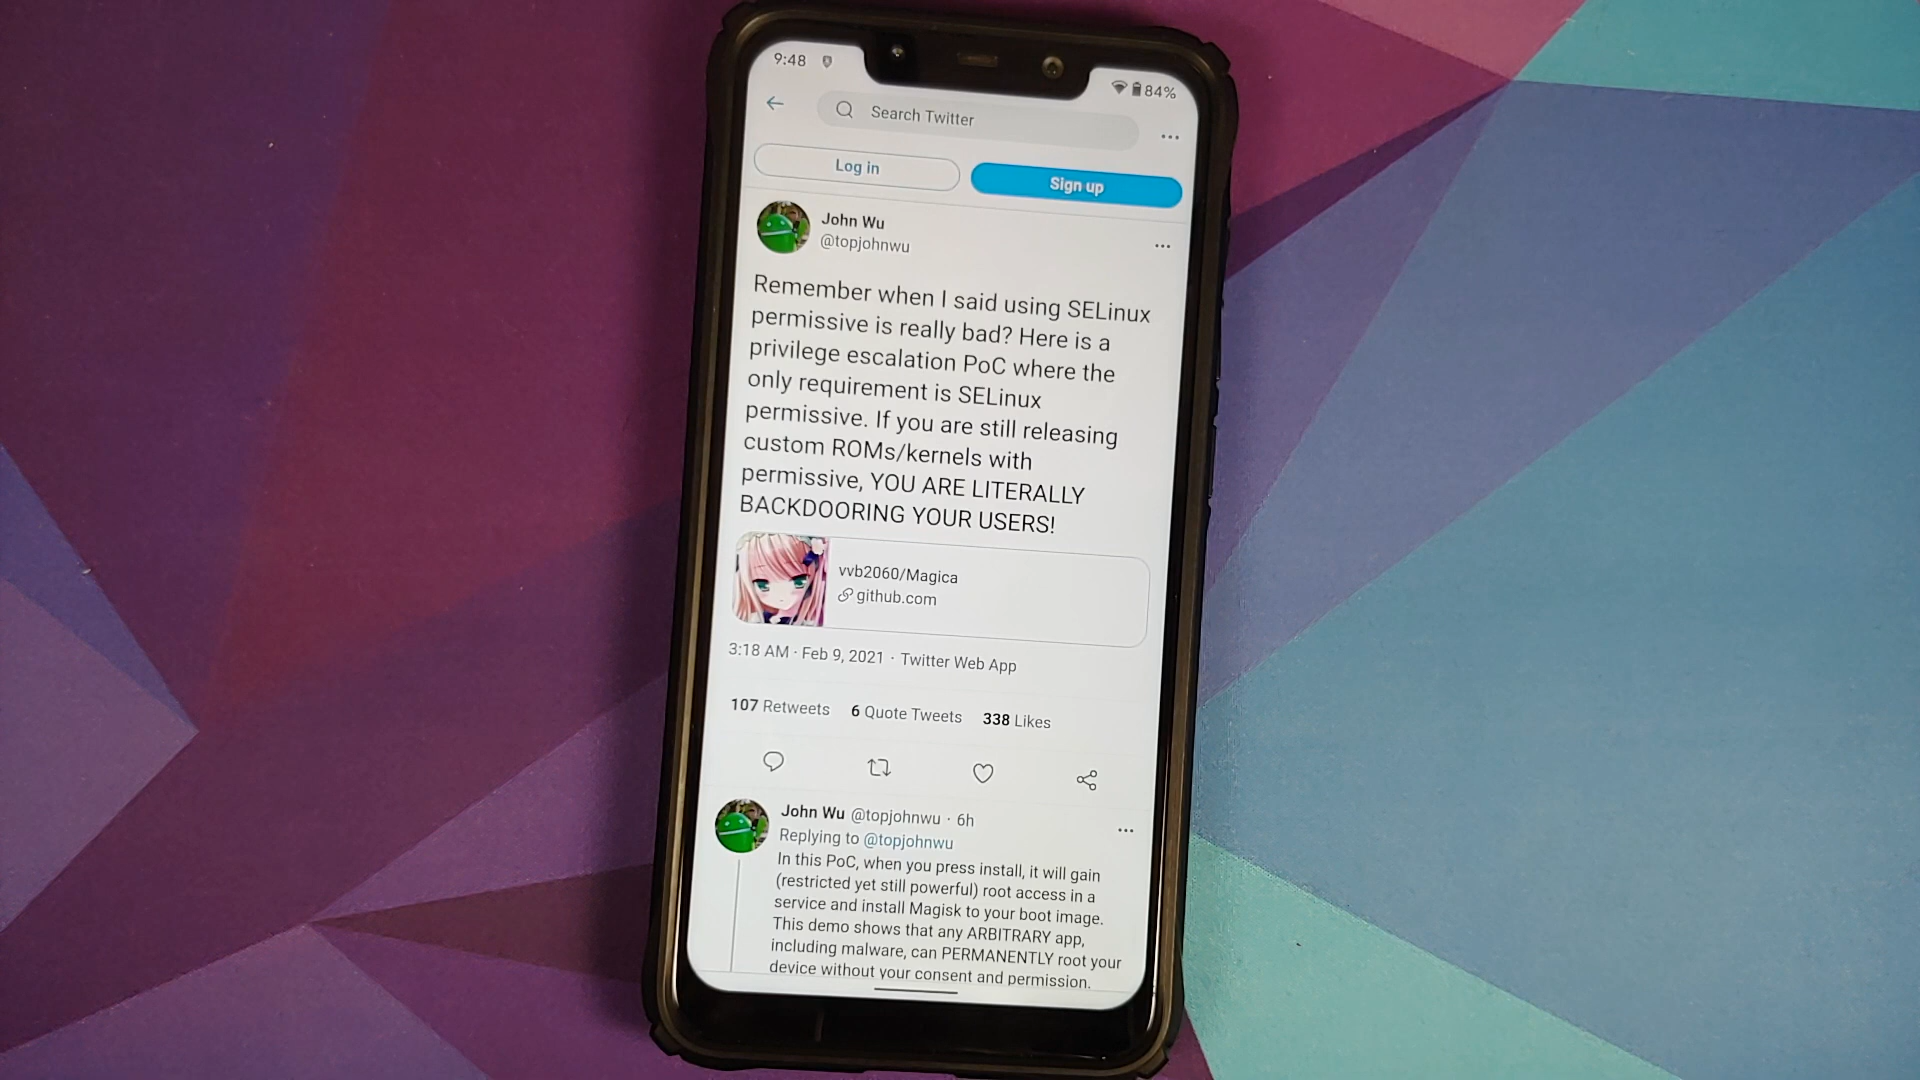 9:48
84%
Search Twitter
Log in
Sign up
John Wu
@topjohnwu
Remember when I said using SELinux
permissive is really bad? Here is a
privilege escalation PoC where the
only requirement is SELinux
permissive. If you are still releasing
custom ROMs/kernels with
permissive, YOU ARE LITERALLY
BACKDOORING YOUR USERS!
vvb2060/Magica
github.com
3:18 AM · Feb 9, 2021 · Twitter Web App
107 Retweets 6 Quote Tweets 338 Likes
John Wu @topjohnwu · 6h
Replying to @topjohnwu
In this PoC, when you press install, it will gain
(restricted yet still powerful) root access in a
service and install Magisk to your boot image.
This demo shows that any ARBITRARY app,
including malware, can PERMANENTLY root your
device without your consent and permission.